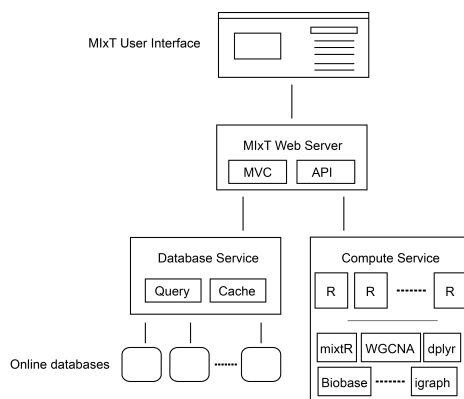 MIxT User Interface
MIxT Web Server
MVC API
Database Service
Query Cache
Compute Service
R R R
mixtR WGCNA dplyr
Biobase igraph
Online databases